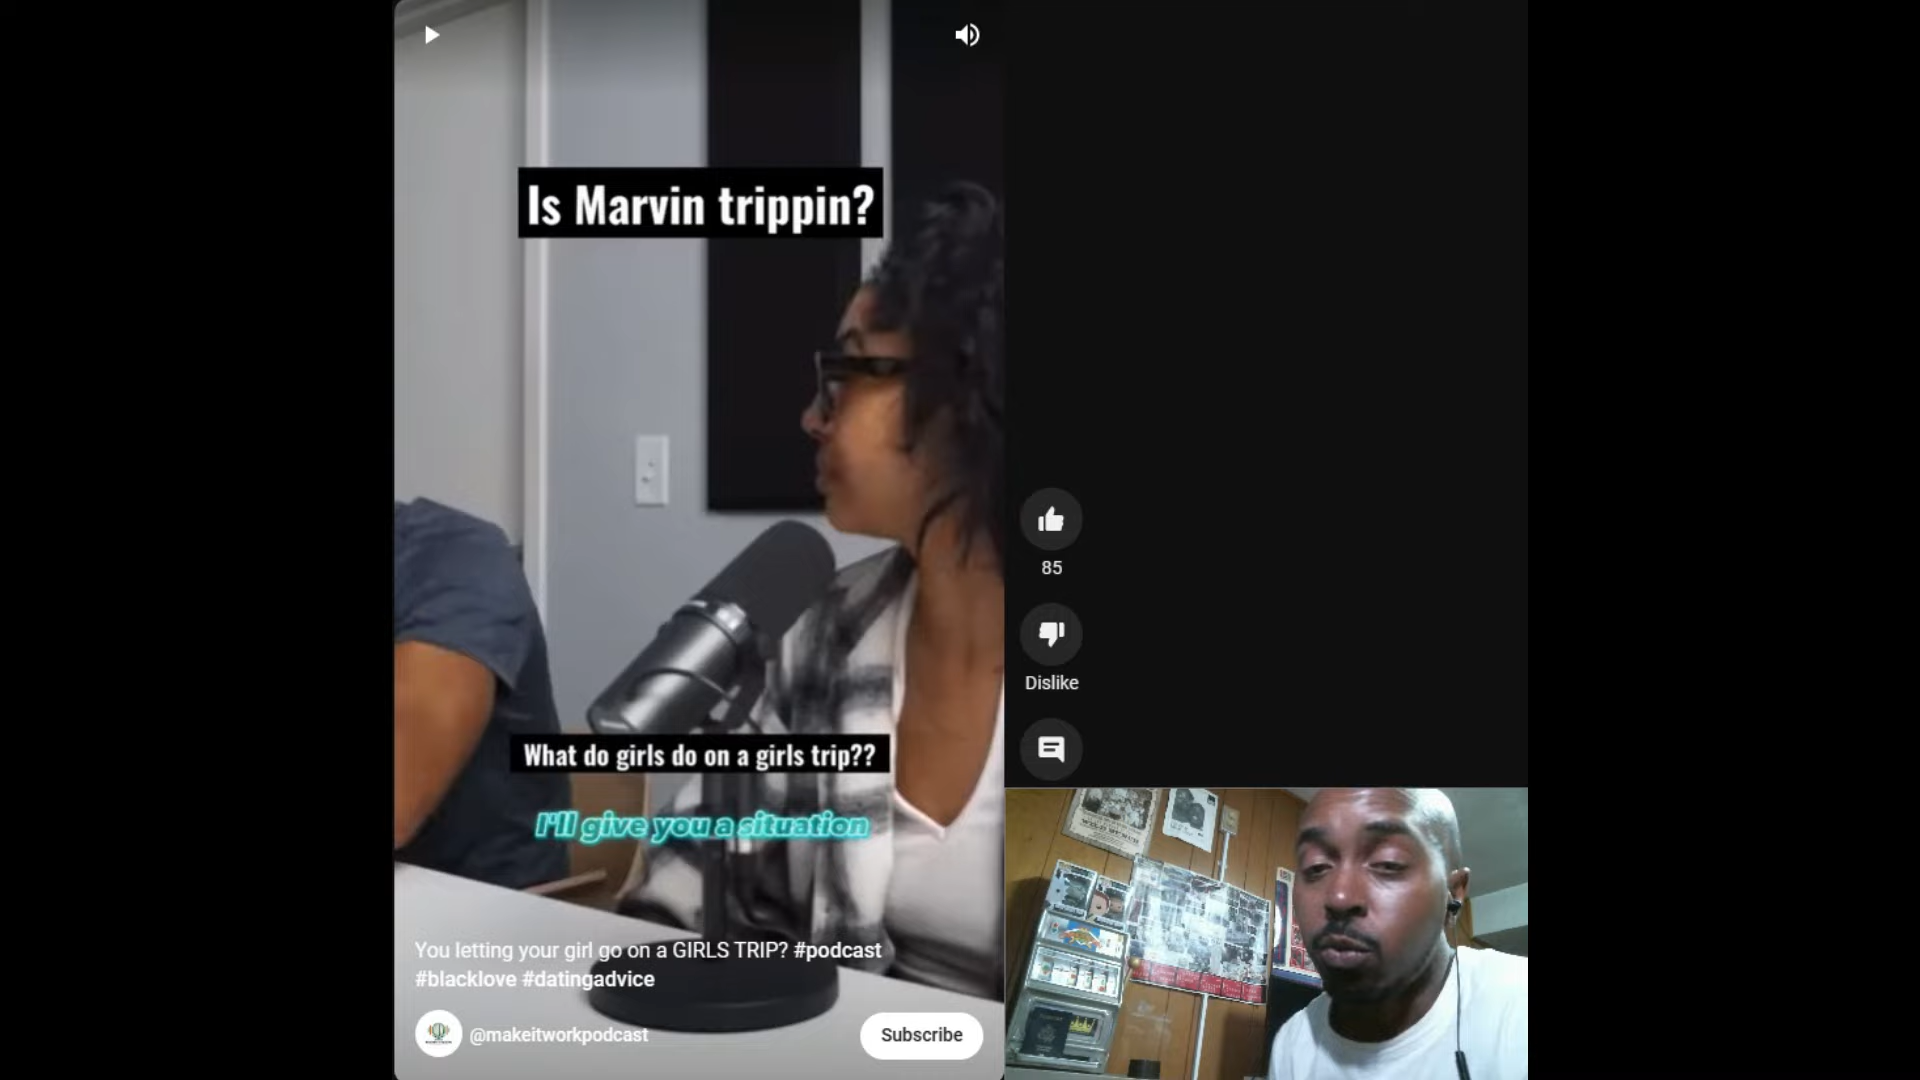 Is Marvin trippin?
What do girls do on a girls trip??
I'll give you a situation
You letting your girl go on a GIRLS TRIP? #podcast
#blacklove #datingadvice
@makeitworkpodcast
Subscribe
85
Dislike